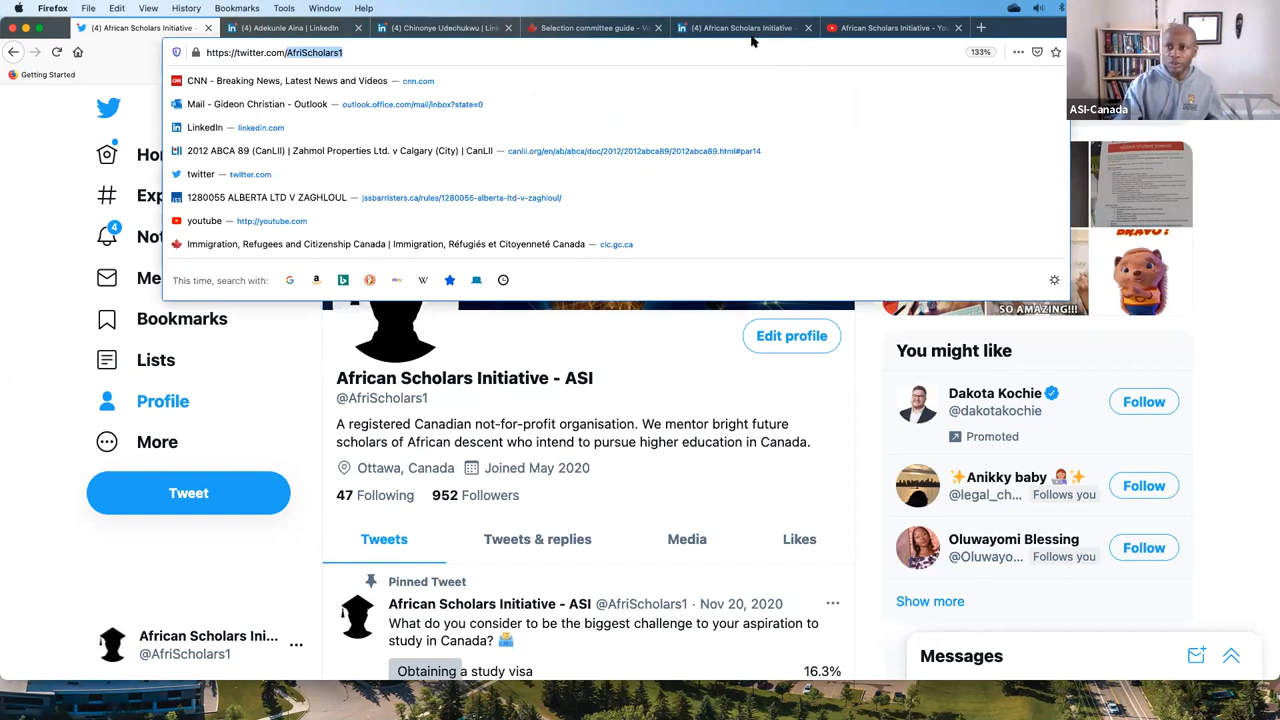 Firefox File Edit View History Bookmarks Tools Window Help
(4) African Scholars Initiative - × (4) Adekunle Aina | LinkedIn × (4) Chinonye Udechukwu | Link × Selection committee guide - Va × (4) African Scholars Initiative × African Scholars Initiative - You ×
https://twitter.com/AfriScholars1 133%
Getting Started
CNN - Breaking News, Latest News and Videos — cnn.com
Mail - Gideon Christian - Outlook — outlook.office.com/mail/inbox?state=0
LinkedIn — linkedin.com
2012 ABCA 89 (CanLII) | Zahmol Properties Ltd. v Calgary (City) | CanLII — canlii.org/en/ab/abca/doc/2012/2012abca89/2012abca89.html#par14
twitter — twitter.com
1280055 ALBERTA LTD V ZAGHLOUL — jssbarristers.ca/rules/1280055-alberta-ltd-v-zaghloul/
youtube — http://youtube.com
Immigration, Refugees and Citizenship Canada | Immigration, Réfugiés et Citoyenneté Canada — cic.gc.ca
This time, search with:
ASI-Canada
Ho
Exp
4
Not
Me
Bookmarks
Lists
Profile
More
Tweet
African Scholars Ini...
@AfriScholars1
Edit profile
African Scholars Initiative - ASI
@AfriScholars1
A registered Canadian not-for-profit organisation. We mentor bright future
scholars of African descent who intend to pursue higher education in Canada.
Ottawa, Canada Joined May 2020
47 Following 952 Followers
Tweets Tweets & replies Media Likes
Pinned Tweet
African Scholars Initiative - ASI @AfriScholars1 · Nov 20, 2020
What do you consider to be the biggest challenge to your aspiration to
study in Canada?
Obtaining a study visa 16.3%
BRAVO!
SO AMAZING!!!
You might like
Dakota Kochie
@dakotakochie
Follow
Promoted
Anikky baby
@legal_ch... Follows you
Follow
Oluwayomi Blessing
@Oluwayo... Follows you
Follow
Show more
Messages